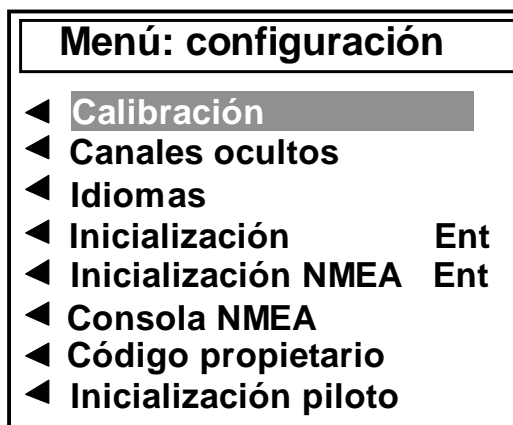 Menú: configuración
Calibración
Canales ocultos
Idiomas
Inicialización Ent
Inicialización NMEA Ent
Consola NMEA
Código propietario
Inicialización piloto